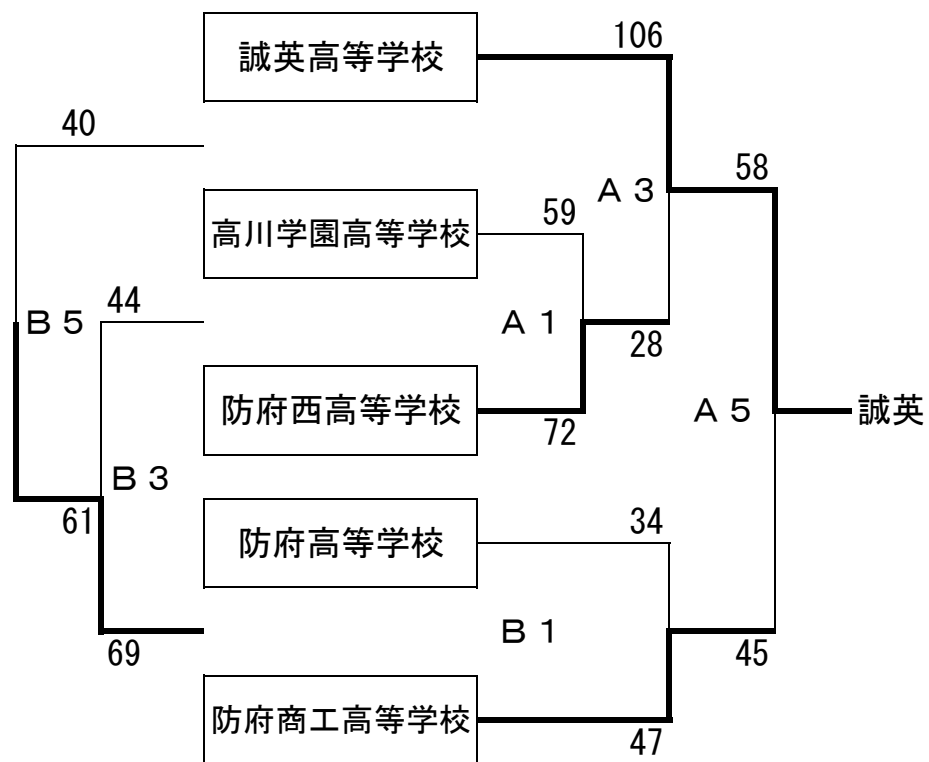 106
誠英高等学校
40
58
Ａ３
59
高川学園高等学校
44
Ｂ５
Ａ１
28
防府西高等学校
72
Ａ５
誠英
Ｂ３
61
34
防府高等学校
Ｂ１
69
45
防府商工高等学校
47